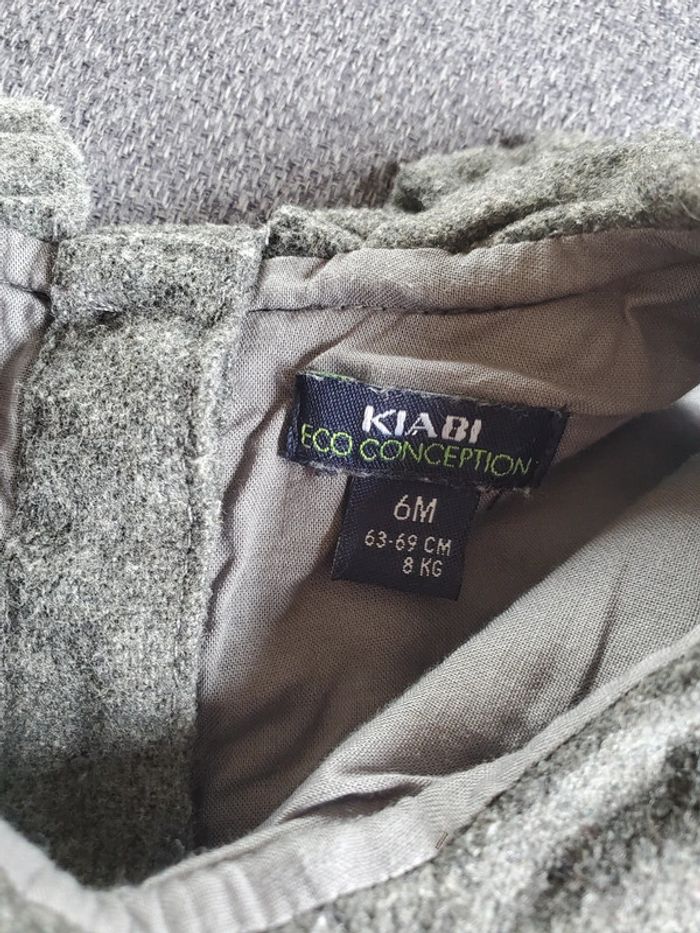 KIABI
ECO CONCEPTION
6M
63-69 CM
8 KG